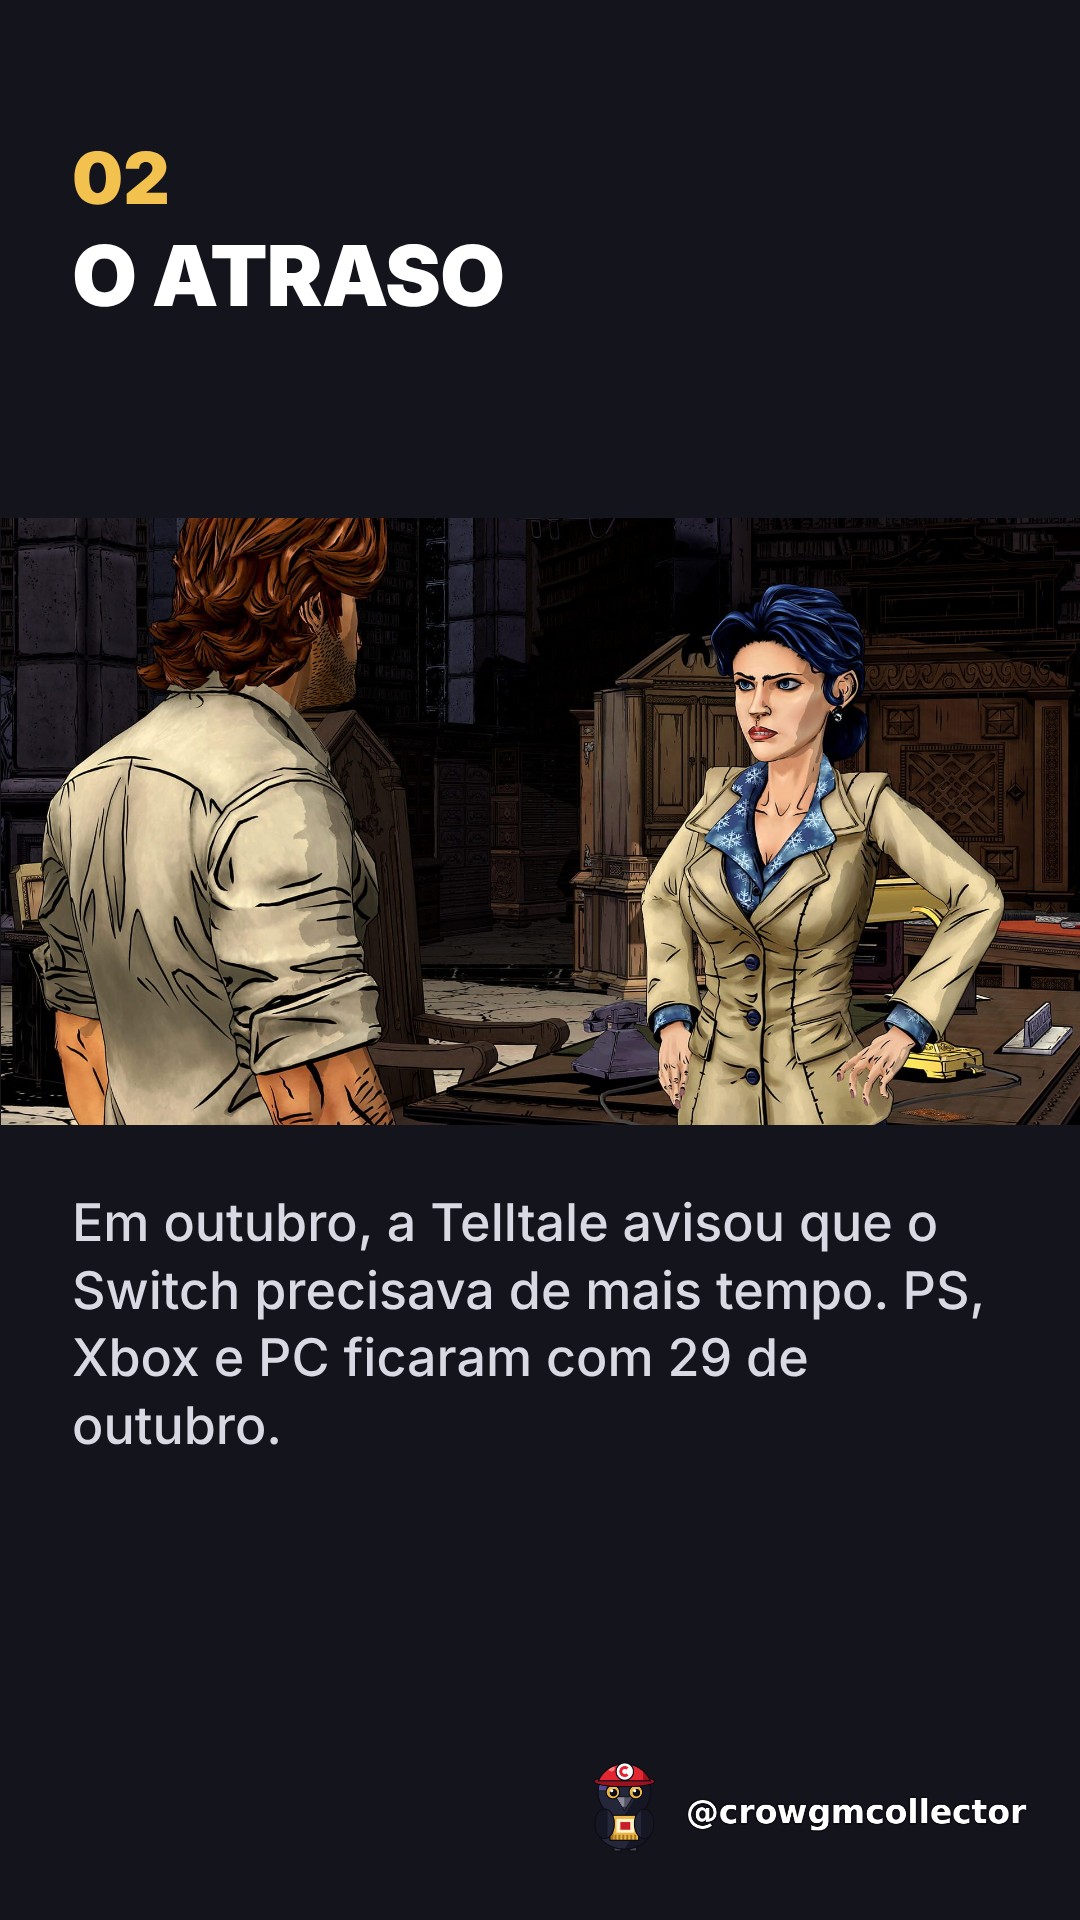 02
O ATRASO
Em outubro, a Telltale avisou que o
Switch precisava de mais tempo. PS,
Xbox e PC ficaram com 29 de
outubro.
C
@crowgmcollector